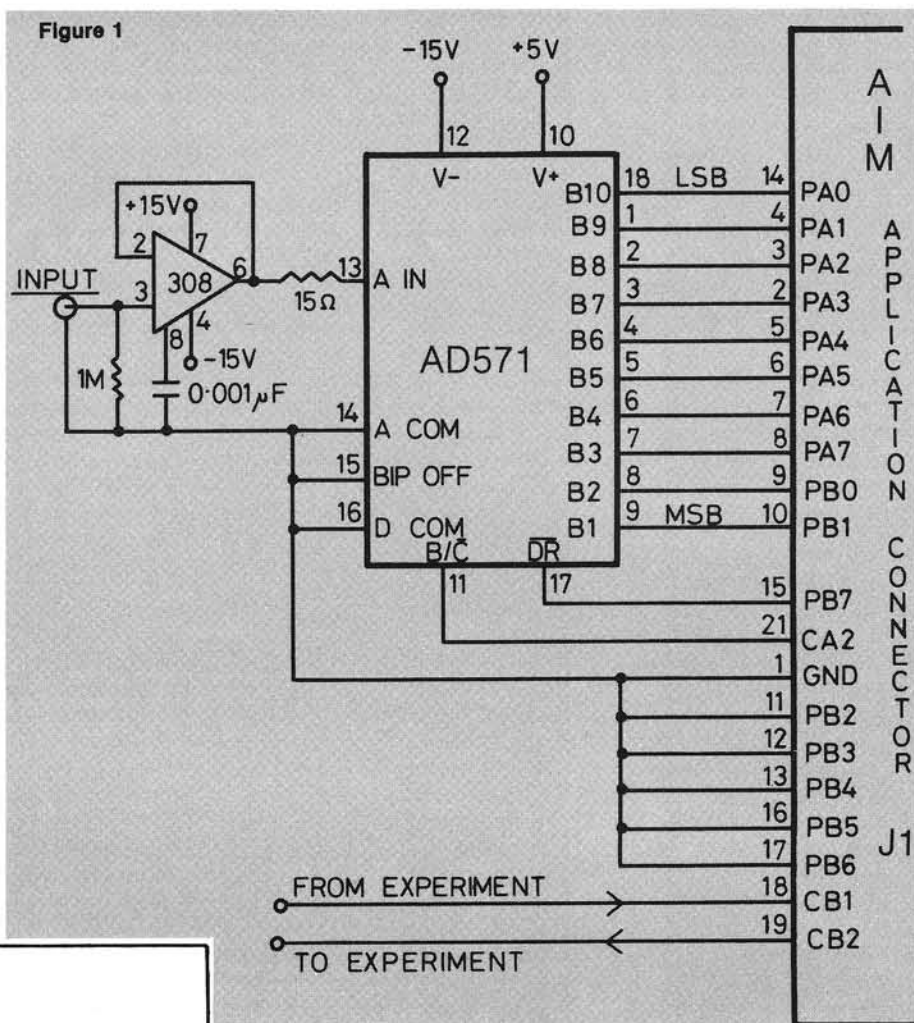 Figure 1
-15V
+5V
12
10
V-
V+
+15V
7
2
INPUT
3
308
6
8
4
-15V
1M
0·001µF
15Ω
13
A IN
AD571
14
A COM
15
BIP OFF
16
D COM
B/C̅
11
D̅R̅
17
B10
18
LSB
14
PA0
B9
1
4
PA1
B8
2
3
PA2
B7
3
2
PA3
B6
4
5
PA4
B5
5
6
PA5
B4
6
7
PA6
B3
7
8
PA7
B2
8
9
PB0
B1
9
MSB
10
PB1
15
PB7
21
CA2
1
GND
11
PB2
12
PB3
13
PB4
16
PB5
17
PB6
FROM EXPERIMENT
18
CB1
TO EXPERIMENT
19
CB2
AIM
APPLICATION CONNECTOR
J1